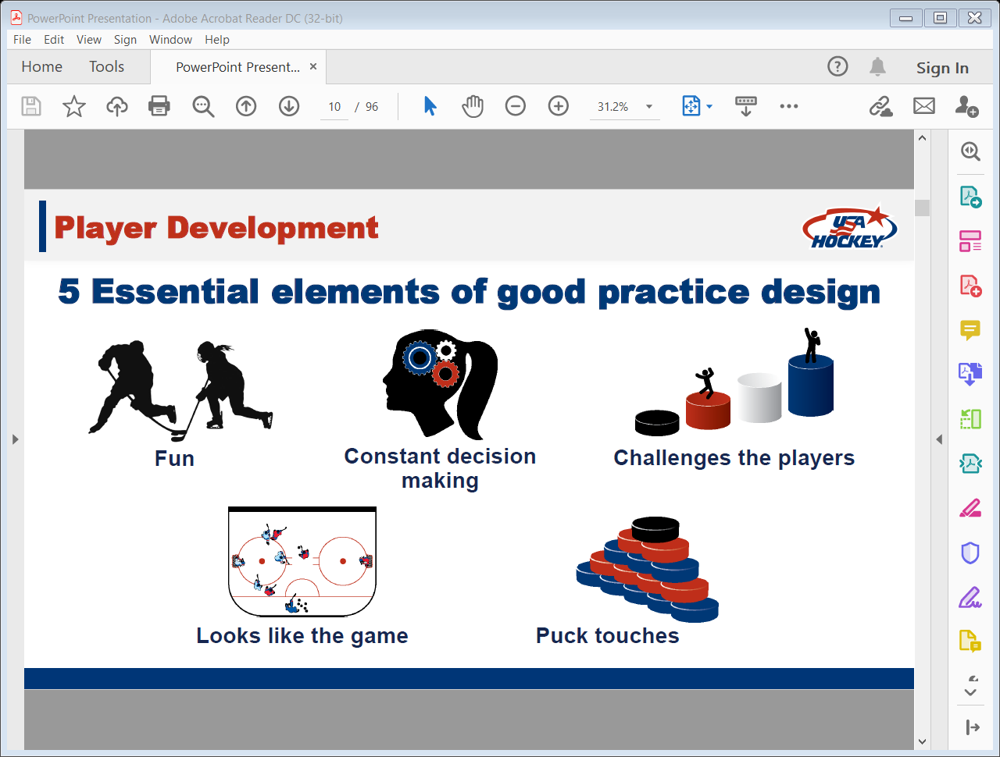 PowerPoint Presentation - Adobe Acrobat Reader DC (32-bit)
File Edit View Sign Window Help
Home Tools PowerPoint Present... Sign In
10 / 96 31.2%
Player Development
USA
HOCKEY
5 Essential elements of good practice design
Fun
Constant decision
making
Challenges the players
Looks like the game
Puck touches